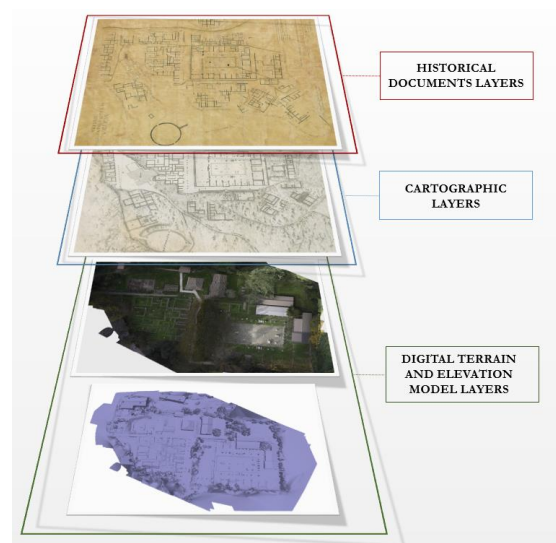 HISTORICAL
DOCUMENTS LAYERS
CARTOGRAPHIC
LAYERS
DIGITAL TERRAIN
AND ELEVATION
MODEL LAYERS